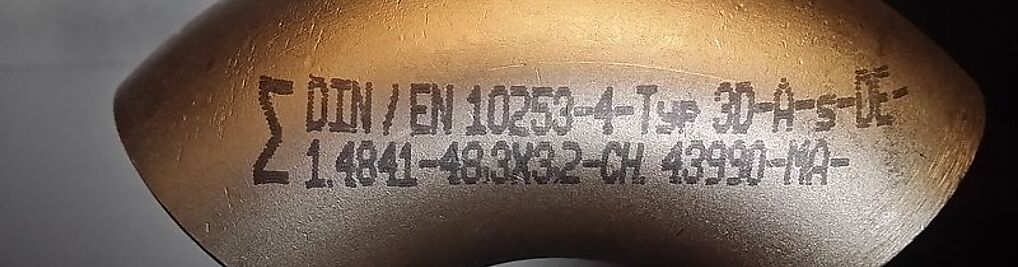 Σ DIN / EN 10253-4-Typ 3D-A-s-DE-
1.4841-48.3X3.2-CH. 43990-MA-